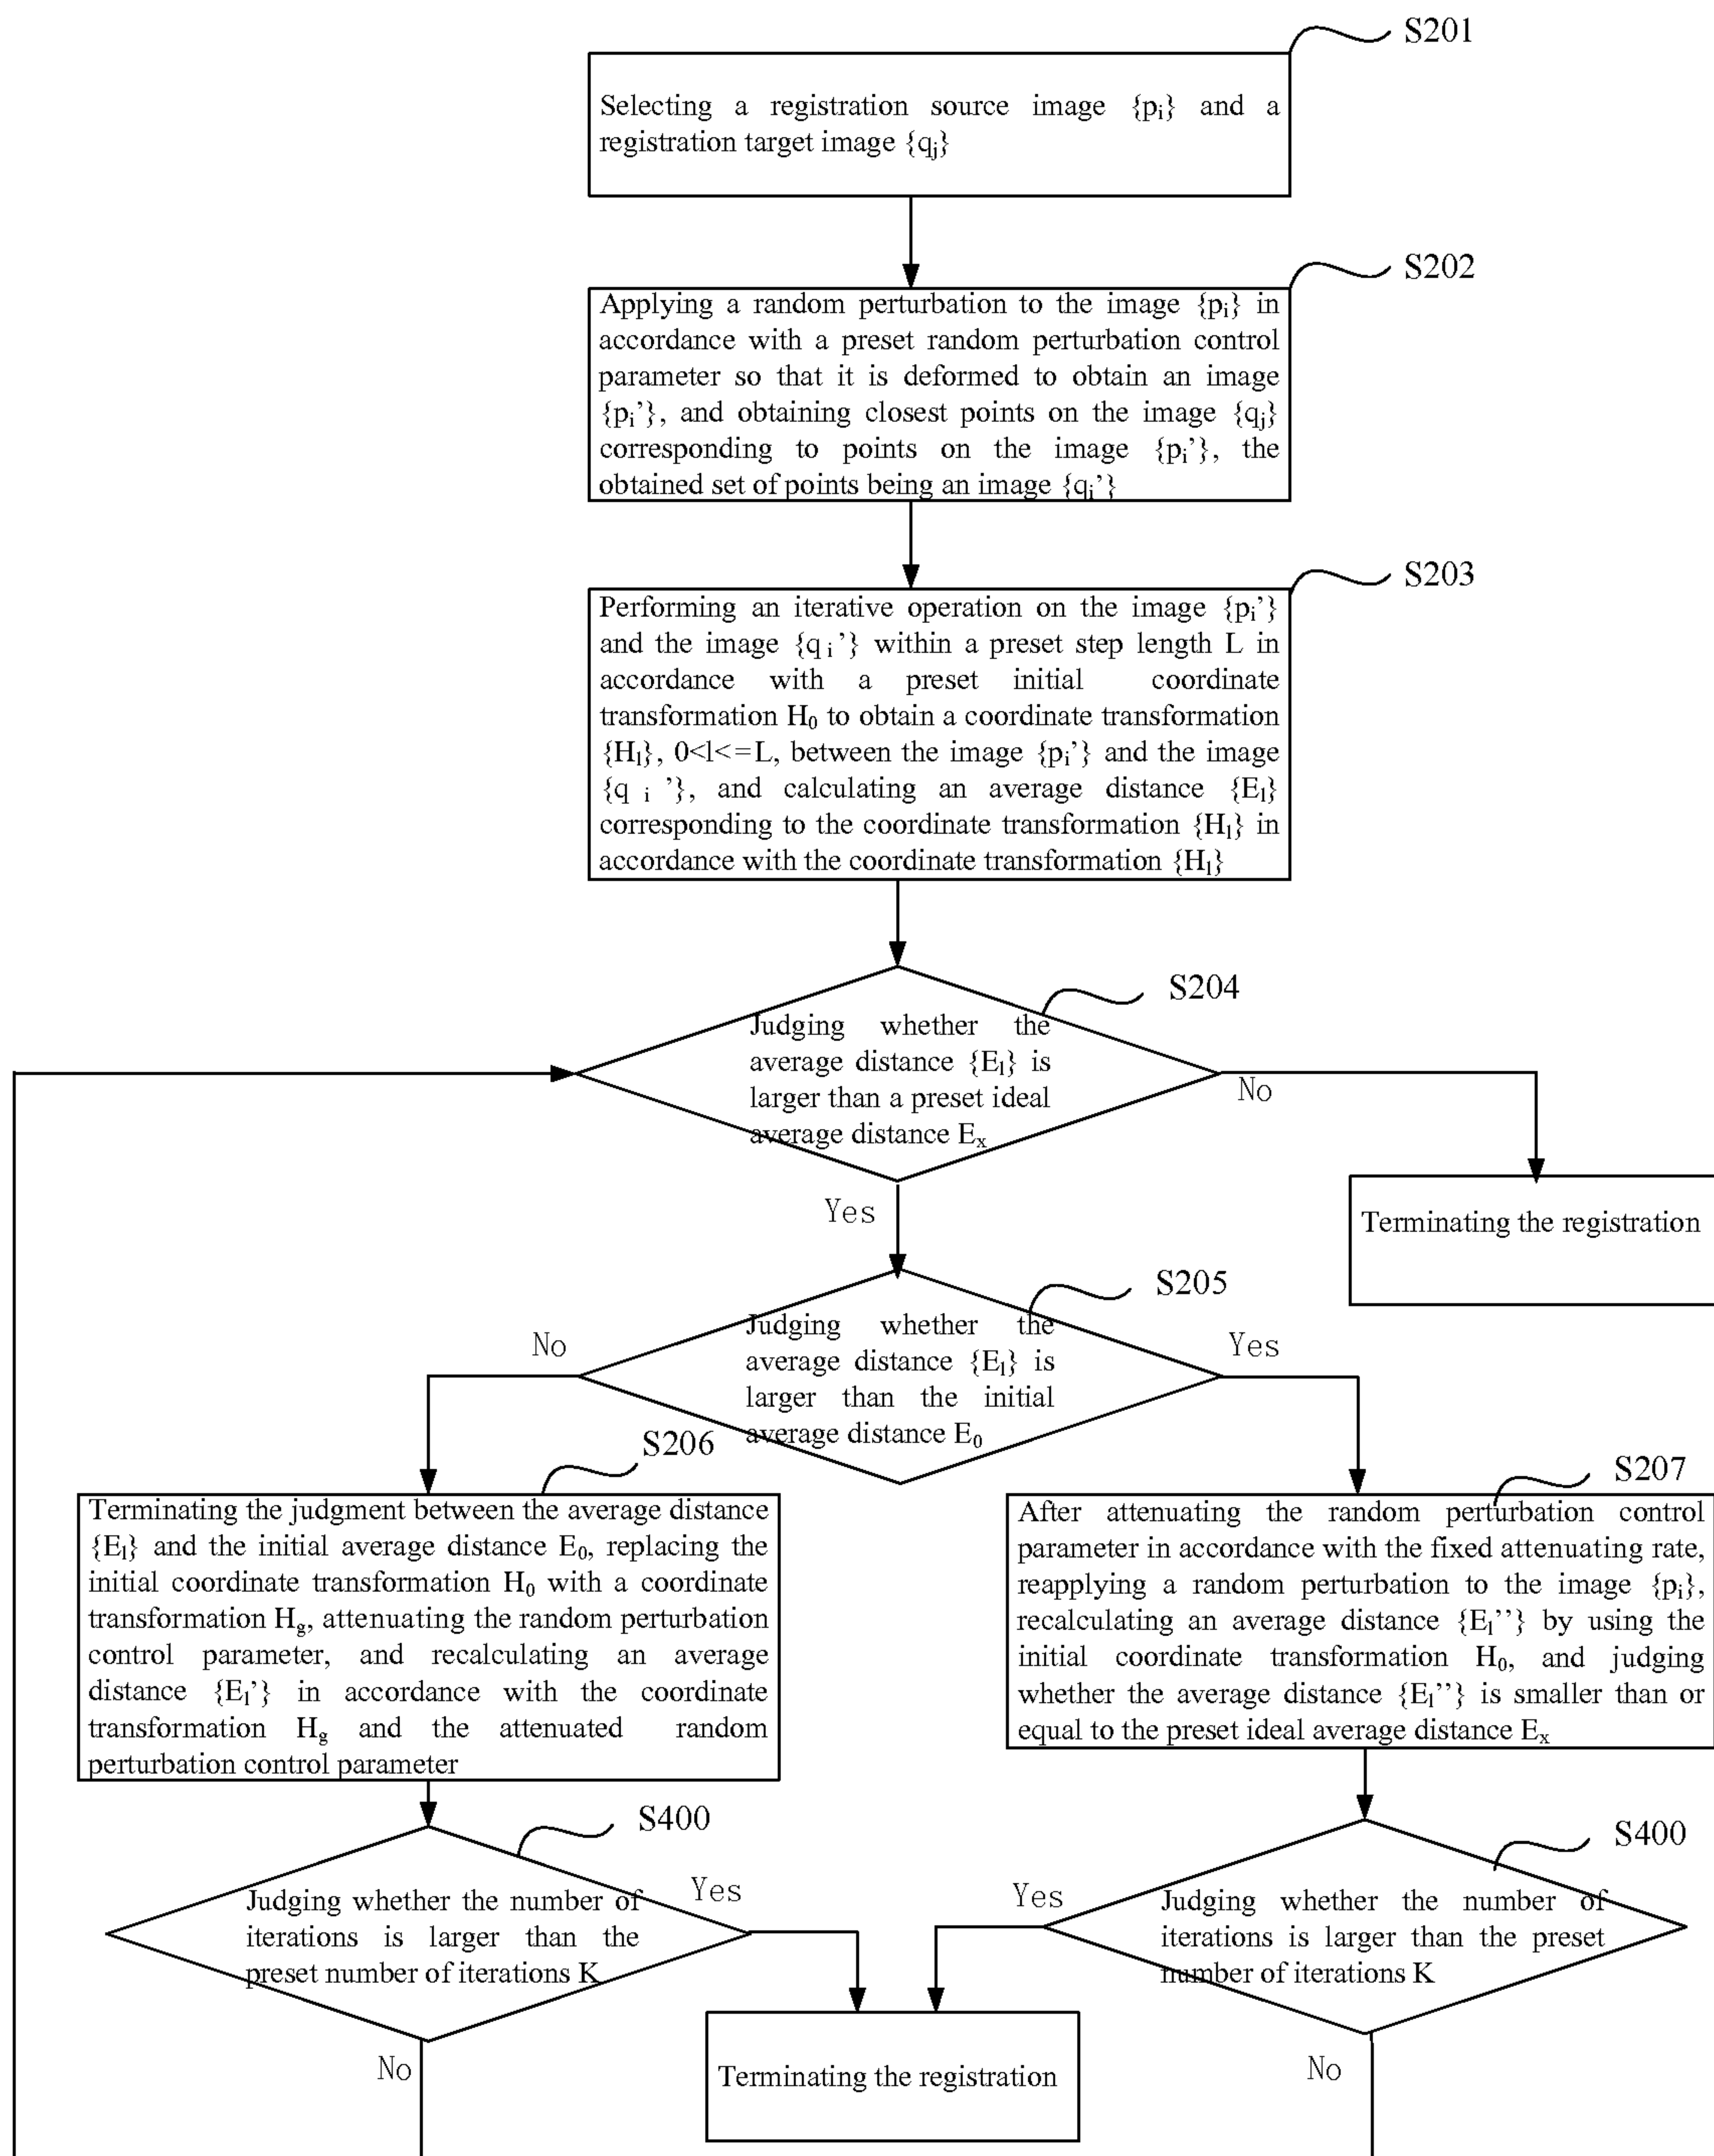 S201
Selecting a registration source image {pi} and a
registration target image {qj}
S202
Applying a random perturbation to the image {pi} in
accordance with a preset random perturbation control
parameter so that it is deformed to obtain an image
{pi’}, and obtaining closest points on the image {qj}
corresponding to points on the image {pi’}, the
obtained set of points being an image {qi’}
S203
Performing an iterative operation on the image {pi’}
and the image {qi’} within a preset step length L in
accordance with a preset initial coordinate
transformation H0 to obtain a coordinate transformation
{Hl}, 0<l<=L, between the image {pi’} and the image
{qi’}, and calculating an average distance {El}
corresponding to the coordinate transformation {Hl} in
accordance with the coordinate transformation {Hl}
S204
Judging whether the
average distance {El} is
larger than a preset ideal
average distance Ex
No
Yes
Terminating the registration
S205
Judging whether the
average distance {El} is
larger than the initial
average distance E0
No
Yes
S206
Terminating the judgment between the average distance
{El} and the initial average distance E0, replacing the
initial coordinate transformation H0 with a coordinate
transformation Hg, attenuating the random perturbation
control parameter, and recalculating an average
distance {El’} in accordance with the coordinate
transformation Hg and the attenuated random
perturbation control parameter
S207
After attenuating the random perturbation control
parameter in accordance with the fixed attenuating rate,
reapplying a random perturbation to the image {pi},
recalculating an average distance {El’’} by using the
initial coordinate transformation H0, and judging
whether the average distance {El’’} is smaller than or
equal to the preset ideal average distance Ex
S400
Judging whether the number of
iterations is larger than the
preset number of iterations K
Yes
No
S400
Judging whether the number of
iterations is larger than the preset
number of iterations K
Yes
No
Terminating the registration